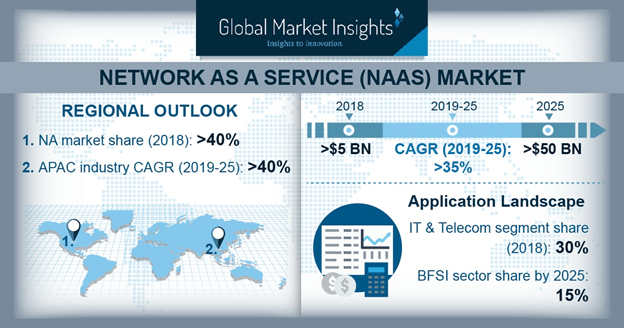 Global Market Insights
Insights to Innovation.
NETWORK AS A SERVICE (NAAS) MARKET
REGIONAL OUTLOOK
1. NA market share (2018): >40%
2. APAC industry CAGR (2019-25): >40%
1.
2.
2018 2019-25 2025
>$5 BN CAGR (2019-25): >$50 BN
>35%
Application Landscape
IT & Telecom segment share
(2018): 30%
BFSI sector share by 2025:
15%